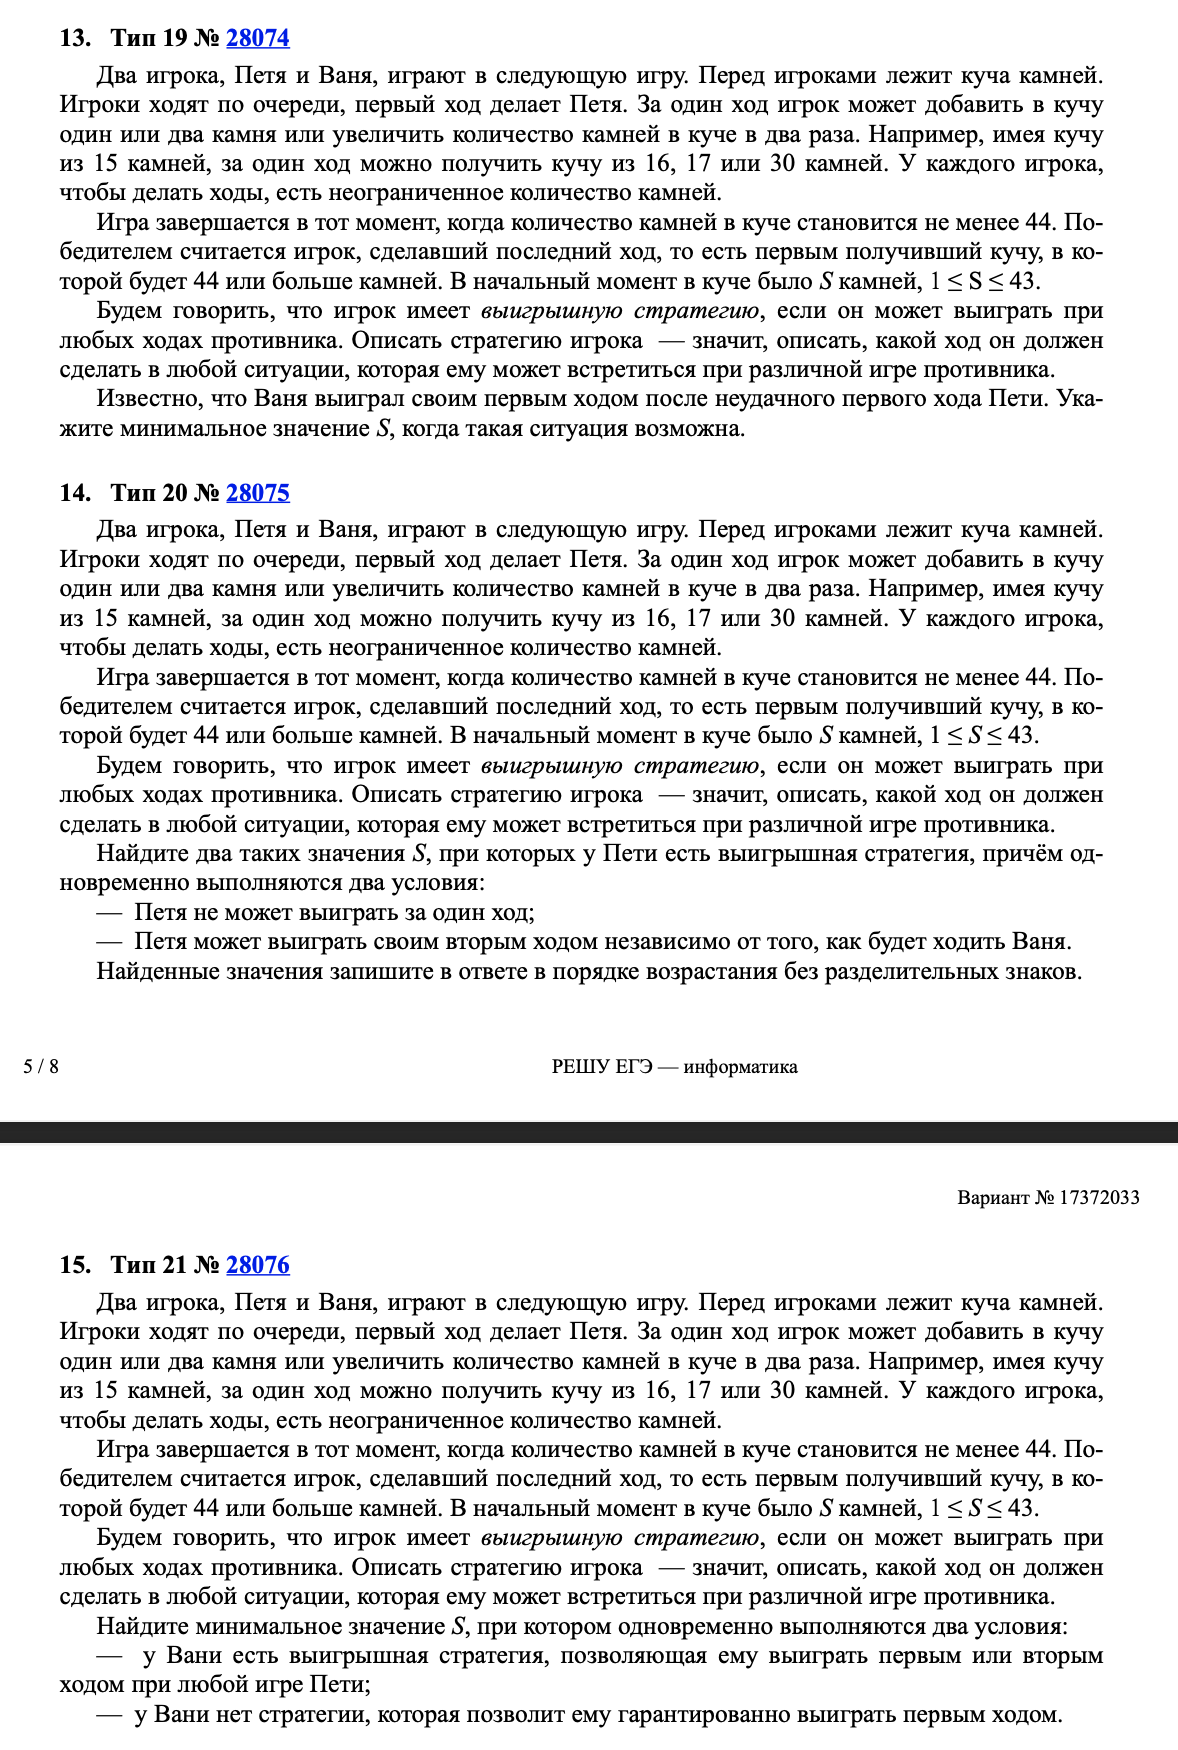 13. Тип 19 № 28074
Два игрока, Петя и Ваня, играют в следующую игру. Перед игроками лежит куча камней.
Игроки ходят по очереди, первый ход делает Петя. За один ход игрок может добавить в кучу
один или два камня или увеличить количество камней в куче в два раза. Например, имея кучу
из 15 камней, за один ход можно получить кучу из 16, 17 или 30 камней. У каждого игрока,
чтобы делать ходы, есть неограниченное количество камней.
Игра завершается в тот момент, когда количество камней в куче становится не менее 44. По-
бедителем считается игрок, сделавший последний ход, то есть первым получивший кучу, в ко-
торой будет 44 или больше камней. В начальный момент в куче было S камней, 1 ≤ S ≤ 43.
Будем говорить, что игрок имеет выигрышную стратегию, если он может выиграть при
любых ходах противника. Описать стратегию игрока — значит, описать, какой ход он должен
сделать в любой ситуации, которая ему может встретиться при различной игре противника.
Известно, что Ваня выиграл своим первым ходом после неудачного первого хода Пети. Ука-
жите минимальное значение S, когда такая ситуация возможна.
14. Тип 20 № 28075
Два игрока, Петя и Ваня, играют в следующую игру. Перед игроками лежит куча камней.
Игроки ходят по очереди, первый ход делает Петя. За один ход игрок может добавить в кучу
один или два камня или увеличить количество камней в куче в два раза. Например, имея кучу
из 15 камней, за один ход можно получить кучу из 16, 17 или 30 камней. У каждого игрока,
чтобы делать ходы, есть неограниченное количество камней.
Игра завершается в тот момент, когда количество камней в куче становится не менее 44. По-
бедителем считается игрок, сделавший последний ход, то есть первым получивший кучу, в ко-
торой будет 44 или больше камней. В начальный момент в куче было S камней, 1 ≤ S ≤ 43.
Будем говорить, что игрок имеет выигрышную стратегию, если он может выиграть при
любых ходах противника. Описать стратегию игрока — значит, описать, какой ход он должен
сделать в любой ситуации, которая ему может встретиться при различной игре противника.
Найдите два таких значения S, при которых у Пети есть выигрышная стратегия, причём од-
новременно выполняются два условия:
— Петя не может выиграть за один ход;
— Петя может выиграть своим вторым ходом независимо от того, как будет ходить Ваня.
Найденные значения запишите в ответе в порядке возрастания без разделительных знаков.
5 / 8 РЕШУ ЕГЭ — информатика
Вариант № 17372033
15. Тип 21 № 28076
Два игрока, Петя и Ваня, играют в следующую игру. Перед игроками лежит куча камней.
Игроки ходят по очереди, первый ход делает Петя. За один ход игрок может добавить в кучу
один или два камня или увеличить количество камней в куче в два раза. Например, имея кучу
из 15 камней, за один ход можно получить кучу из 16, 17 или 30 камней. У каждого игрока,
чтобы делать ходы, есть неограниченное количество камней.
Игра завершается в тот момент, когда количество камней в куче становится не менее 44. По-
бедителем считается игрок, сделавший последний ход, то есть первым получивший кучу, в ко-
торой будет 44 или больше камней. В начальный момент в куче было S камней, 1 ≤ S ≤ 43.
Будем говорить, что игрок имеет выигрышную стратегию, если он может выиграть при
любых ходах противника. Описать стратегию игрока — значит, описать, какой ход он должен
сделать в любой ситуации, которая ему может встретиться при различной игре противника.
Найдите минимальное значение S, при котором одновременно выполняются два условия:
— у Вани есть выигрышная стратегия, позволяющая ему выиграть первым или вторым
ходом при любой игре Пети;
— у Вани нет стратегии, которая позволит ему гарантированно выиграть первым ходом.